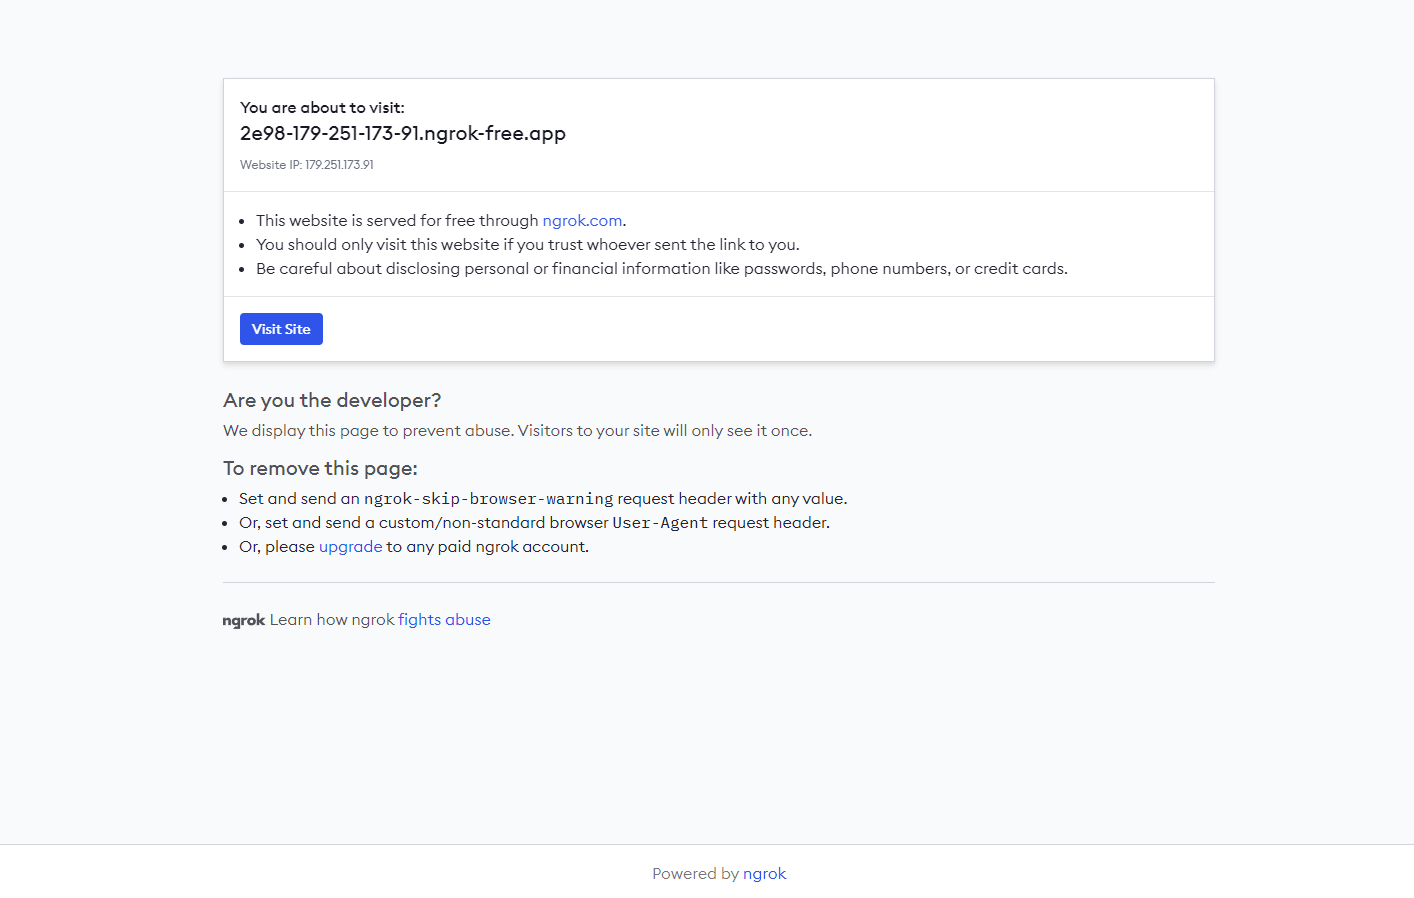 You are about to visit:
2e98-179-251-173-91.ngrok-free.app
Website IP: 179.251.173.91
This website is served for free through ngrok.com.
You should only visit this website if you trust whoever sent the link to you.
Be careful about disclosing personal or financial information like passwords, phone numbers, or credit cards.
Visit Site
Are you the developer?
We display this page to prevent abuse. Visitors to your site will only see it once.
To remove this page:
Set and send an ngrok-skip-browser-warning request header with any value.
Or, set and send a custom/non-standard browser User-Agent request header.
Or, please upgrade to any paid ngrok account.
ngrok Learn how ngrok fights abuse
Powered by ngrok